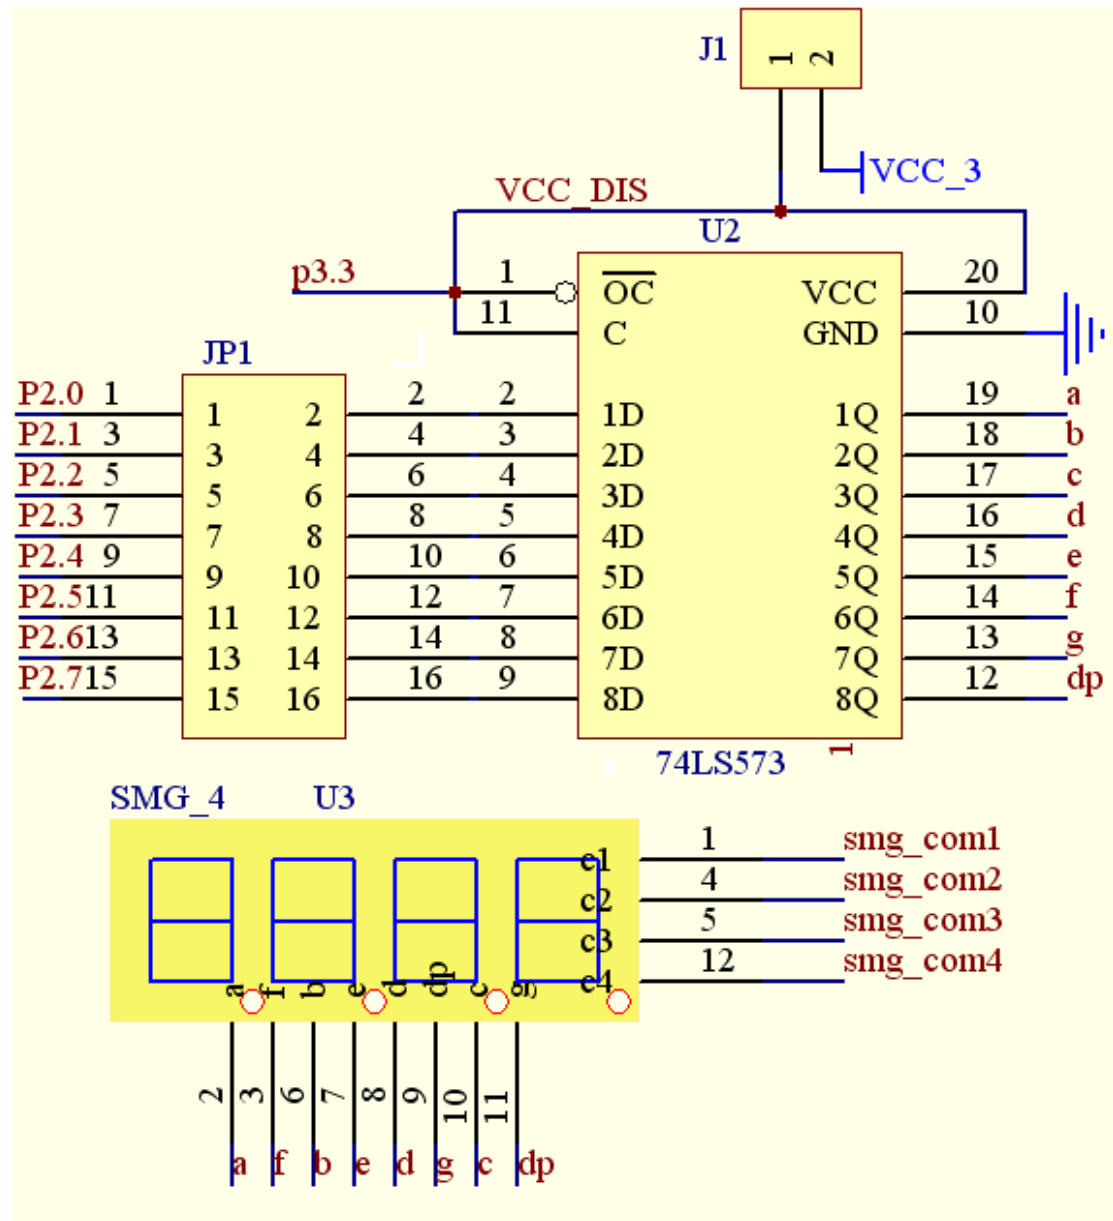 J1 1 2
VCC_3
VCC_DIS
U2
p3.3 1 OC VCC 20
11 C GND 10
JP1
P2.0 1 1 2 2 2 1D 1Q 19 a
P2.1 3 3 4 4 3 2D 2Q 18 b
P2.2 5 5 6 6 4 3D 3Q 17 c
P2.3 7 7 8 8 5 4D 4Q 16 d
P2.4 9 9 10 10 6 5D 5Q 15 e
P2.5 11 11 12 12 7 6D 6Q 14 f
P2.6 13 13 14 14 8 7D 7Q 13 g
P2.7 15 15 16 16 9 8D 8Q 12 dp
1
74LS573
SMG_4 U3
c1 1 smg_com1
c2 4 smg_com2
c3 5 smg_com3
c4 12 smg_com4
a f b e d dp c g
2 3 6 7 8 9 10 11
a f b e d g c dp